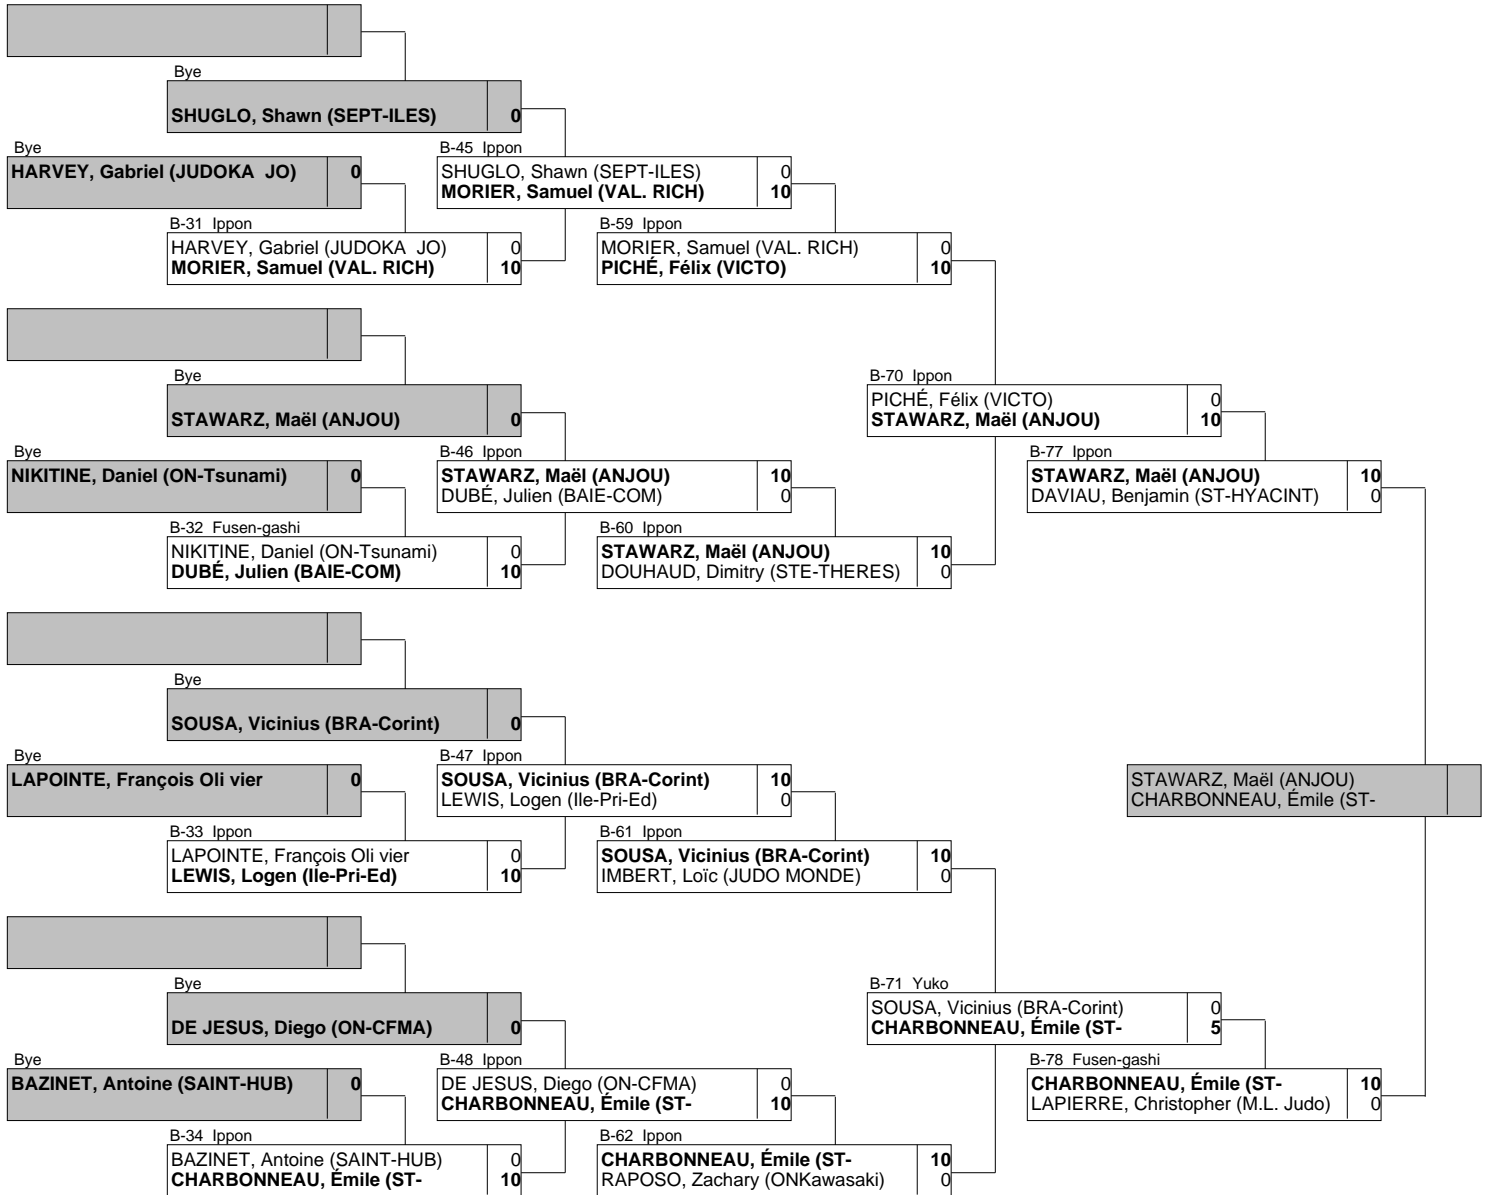 Bye
SHUGLO, Shawn (SEPT-ILES) 0
Bye
HARVEY, Gabriel (JUDOKA JO) 0
B-45 Ippon
SHUGLO, Shawn (SEPT-ILES) 0
MORIER, Samuel (VAL. RICH) 10
B-31 Ippon
HARVEY, Gabriel (JUDOKA JO) 0
MORIER, Samuel (VAL. RICH) 10
B-59 Ippon
MORIER, Samuel (VAL. RICH) 0
PICHÉ, Félix (VICTO) 10
Bye
STAWARZ, Maël (ANJOU) 0
B-70 Ippon
PICHÉ, Félix (VICTO) 0
STAWARZ, Maël (ANJOU) 10
Bye
NIKITINE, Daniel (ON-Tsunami) 0
B-46 Ippon
STAWARZ, Maël (ANJOU) 10
DUBÉ, Julien (BAIE-COM) 0
B-77 Ippon
STAWARZ, Maël (ANJOU) 10
DAVIAU, Benjamin (ST-HYACINT) 0
B-32 Fusen-gashi
NIKITINE, Daniel (ON-Tsunami) 0
DUBÉ, Julien (BAIE-COM) 10
B-60 Ippon
STAWARZ, Maël (ANJOU) 10
DOUHAUD, Dimitry (STE-THERES) 0
Bye
SOUSA, Vicinius (BRA-Corint) 0
Bye
LAPOINTE, François Oli vier 0
B-47 Ippon
SOUSA, Vicinius (BRA-Corint) 10
LEWIS, Logen (Ile-Pri-Ed) 0
STAWARZ, Maël (ANJOU)
CHARBONNEAU, Émile (ST-
B-33 Ippon
LAPOINTE, François Oli vier 0
LEWIS, Logen (Ile-Pri-Ed) 10
B-61 Ippon
SOUSA, Vicinius (BRA-Corint) 10
IMBERT, Loïc (JUDO MONDE) 0
Bye
DE JESUS, Diego (ON-CFMA) 0
B-71 Yuko
SOUSA, Vicinius (BRA-Corint) 0
CHARBONNEAU, Émile (ST- 5
Bye
BAZINET, Antoine (SAINT-HUB) 0
B-48 Ippon
DE JESUS, Diego (ON-CFMA) 0
CHARBONNEAU, Émile (ST- 10
B-78 Fusen-gashi
CHARBONNEAU, Émile (ST- 10
LAPIERRE, Christopher (M.L. Judo) 0
B-34 Ippon
BAZINET, Antoine (SAINT-HUB) 0
CHARBONNEAU, Émile (ST- 10
B-62 Ippon
CHARBONNEAU, Émile (ST- 10
RAPOSO, Zachary (ONKawasaki) 0